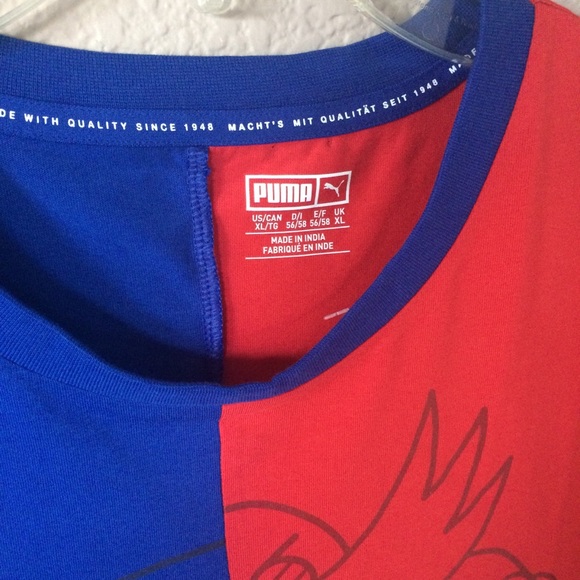 DE WITH QUALITY SINCE 1948 MACHT'S MIT QUALITÄT SEIT 1948 MA
PUMA
US/CAN D/I E/F UK
XL/TG 56/58 56/58 XL
MADE IN INDIA
FABRIQUÉ EN INDE